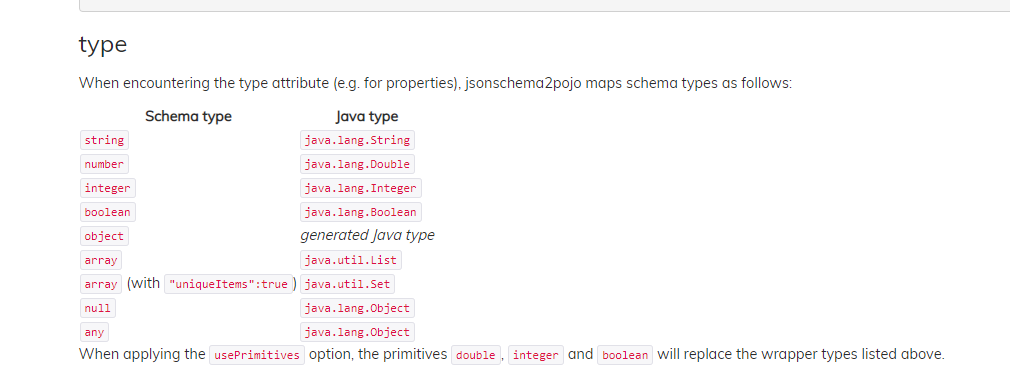 type
When encountering the type attribute (e.g. for properties), jsonschema2pojo maps schema types as follows:
Schema type Java type
string java.lang.String
number java.lang.Double
integer java.lang.Integer
boolean java.lang.Boolean
object generated Java type
array java.util.List
array (with "uniqueItems":true) java.util.Set
null java.lang.Object
any java.lang.Object
When applying the usePrimitives option, the primitives double, integer and boolean will replace the wrapper types listed above.